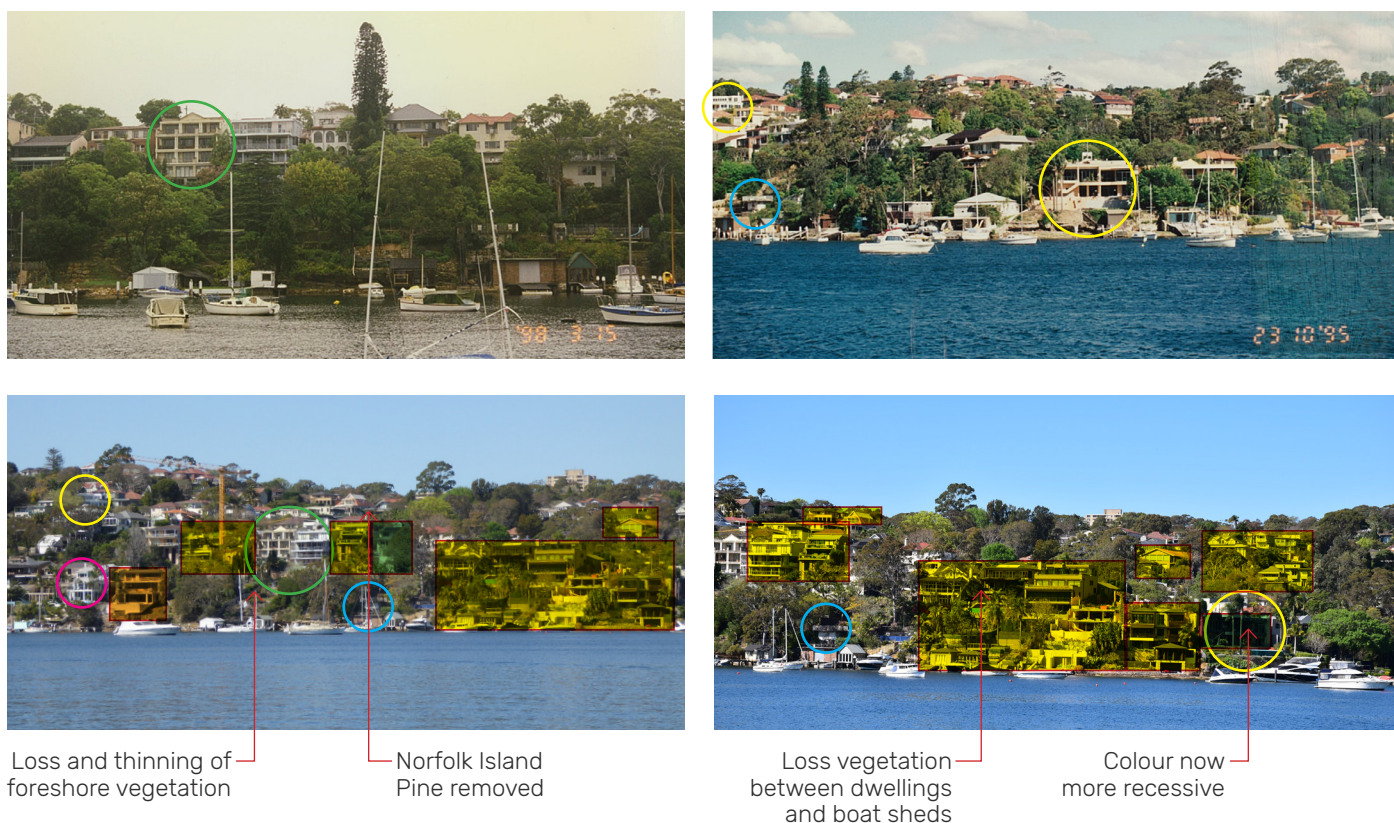 '98 3 15
23 10 '95
Loss and thinning of
foreshore vegetation
Norfolk Island
Pine removed
Loss vegetation
between dwellings
and boat sheds
Colour now
more recessive